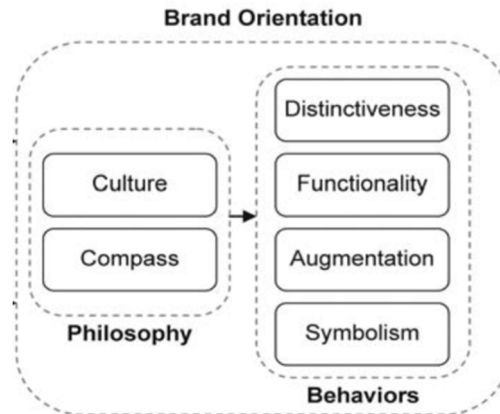 Brand Orientation
Culture
Compass
Philosophy
Distinctiveness
Functionality
Augmentation
Symbolism
Behaviors